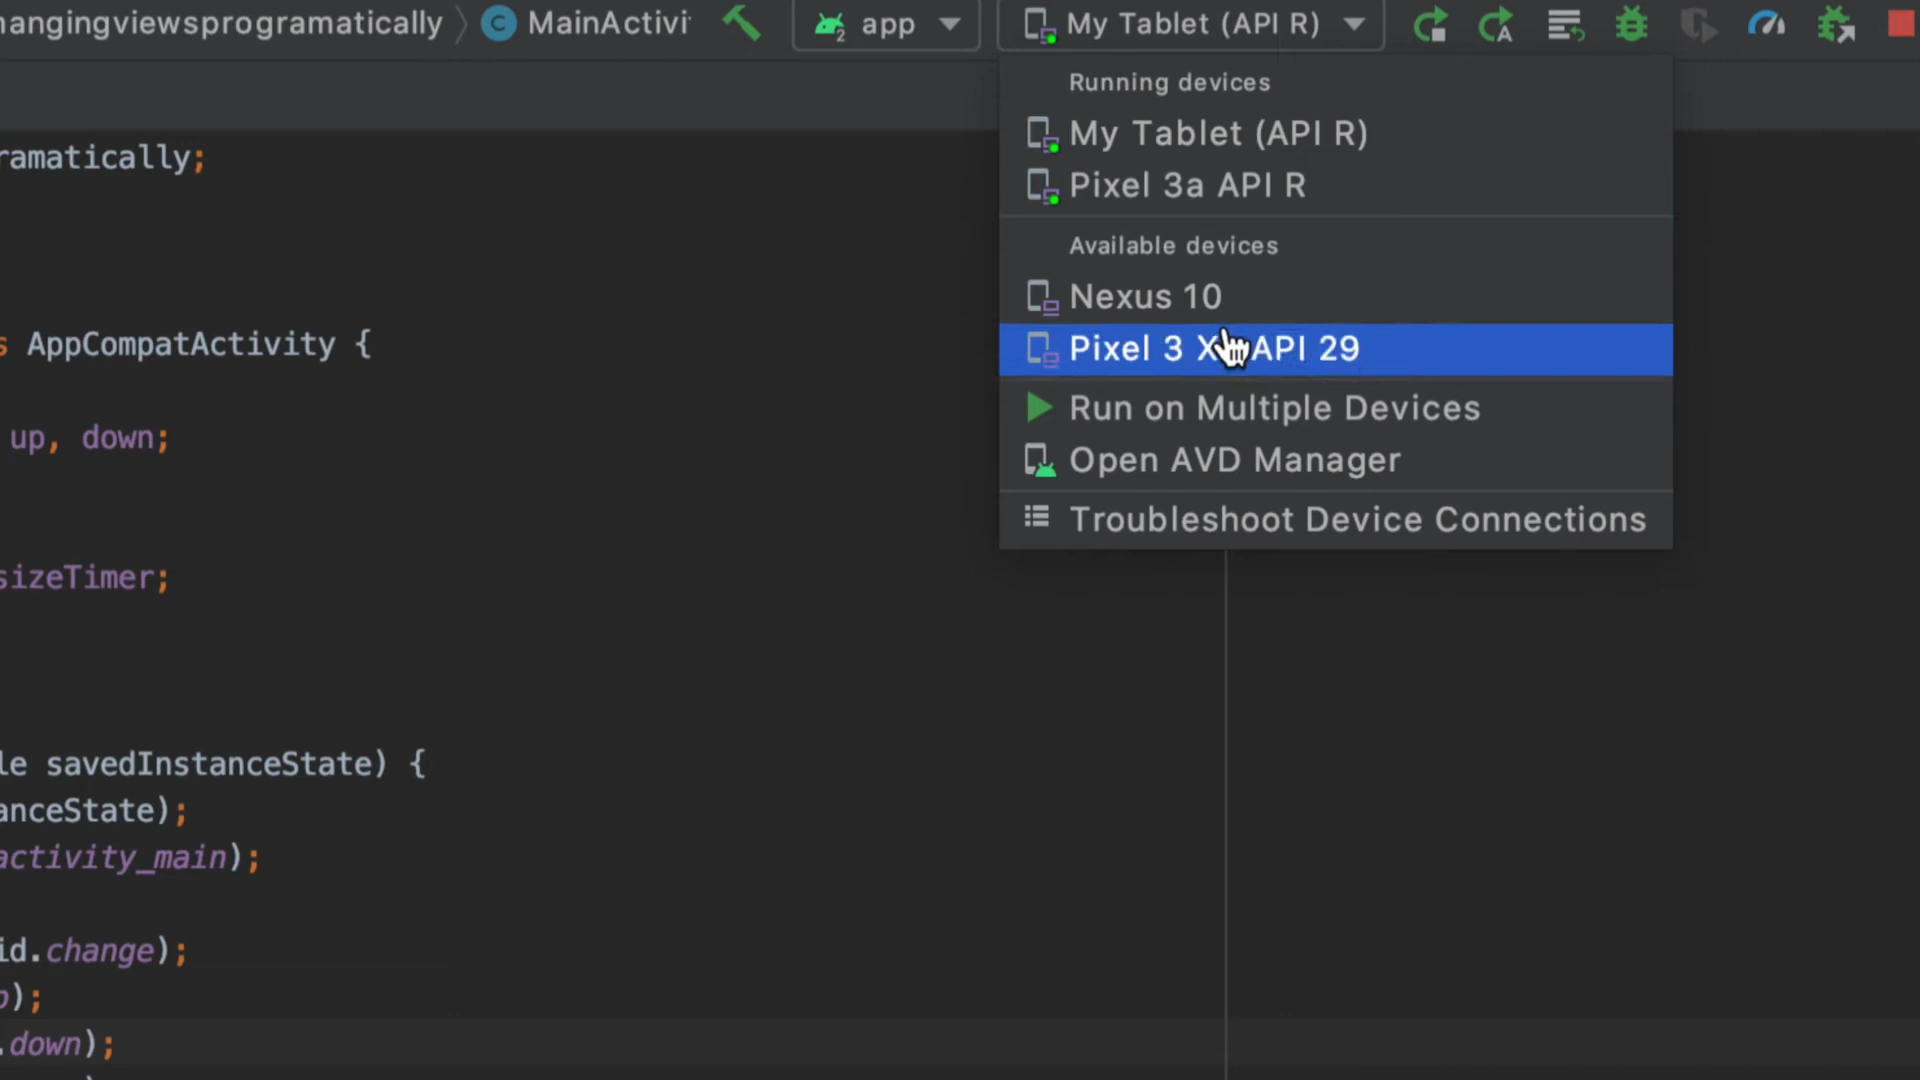 hangingviewsprogramatically
C MainActivi
app
2
My Tablet (API R)
A
Running devices
My Tablet (API R)
Pixel 3a API R
Available devices
Nexus 10
Pixel 3 API 29
Run on Multiple Devices
Open AVD Manager
Troubleshoot Device Connections
ramatically;
s AppCompatActivity {
up, down;
sizeTimer;
le savedInstanceState) {
anceState);
activity_main);
id.change);
p);
.down);